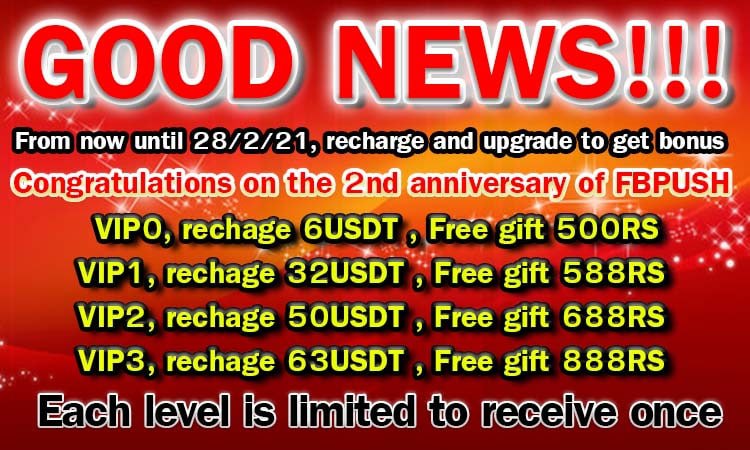 GOOD NEWS!!!
From now until 28/2/21, recharge and upgrade to get bonus
Congratulations on the 2nd anniversary of FBPUSH
VIP0, rechage 6USDT , Free gift 500RS
VIP1, rechage 32USDT , Free gift 588RS
VIP2, rechage 50USDT , Free gift 688RS
VIP3, rechage 63USDT , Free gift 888RS
Each level is limited to receive once